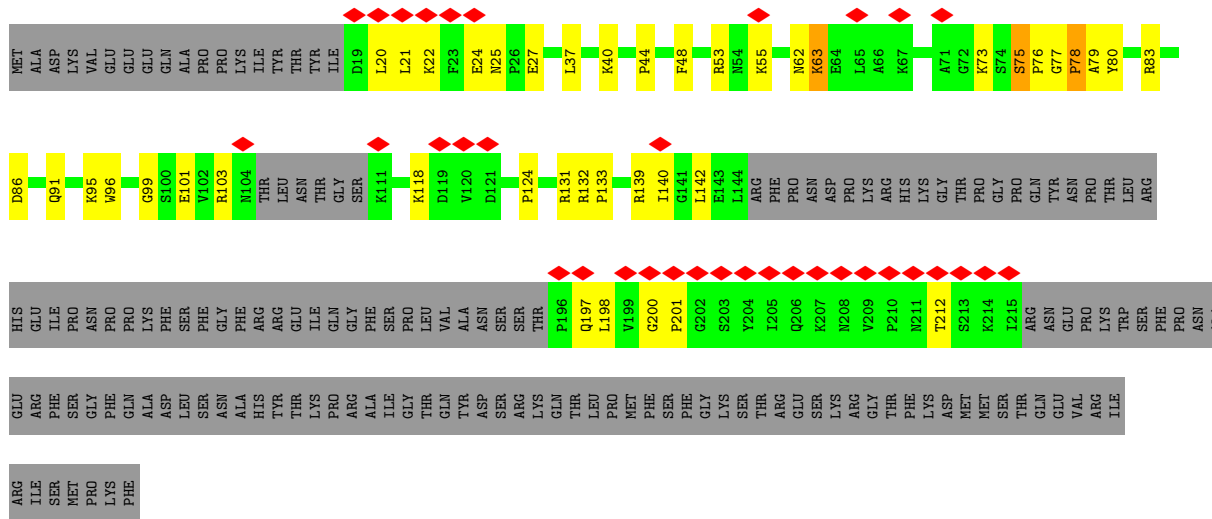 MET ALA ASP LYS VAL GLU GLU GLN ALA PRO PRO LYS ILE TYR THR THR TYR ILE D19 L20 L21 K22 F23 E24 N25 P26 E27 L37 K40 P44 F48 R53 N54 K55 N62 K63 E64 L65 A66 K67 A71 G72 K73 S74 S75 P76 G77 P78 A79 Y80 R83
D86 Q91 K95 W96 G99 S100 E101 V102 R103 N104 THR LEU ASN THR GLY SER K111 K118 D119 V120 D121 P124 R131 R132 P133 R139 I140 G141 L142 E143 L144 ARG PHE PRO PRO ASN ASP PRO LYS ARG HIS LYS GLY THR PRO GLY PRO GLN TYR ASN PRO THR LEU ARG
HIS GLU ILE PRO ASN PRO PRO LYS PHE SER GLY PHE ARG ARG GLU ILE GLN GLY PHE SER PRO LEU VAL ALA ASN SER SER THR P196 Q197 L198 V199 G200 P201 G202 S203 Y204 I205 Q206 K207 N208 V209 P210 N211 T212 S213 K214 I215 ARG ASN GLU PRO LYS TRP SER PHE PRO ASN
GLU ARG PHE SER GLY PHE GLN ALA ASP LEU SER ASN ALA HIS TYR THR LYS PRO ARG ALA ILE GLY THR GLN TYR ASP SER ARG LYS GLN THR LEU PRO MET PHE SER PHE GLY LYS SER THR ARG GLU SER LYS ARG GLY THR PHE LYS ASP MET MET SER THR GLN GLU VAL ARG ILE
ARG ILE SER MET PRO LYS PHE